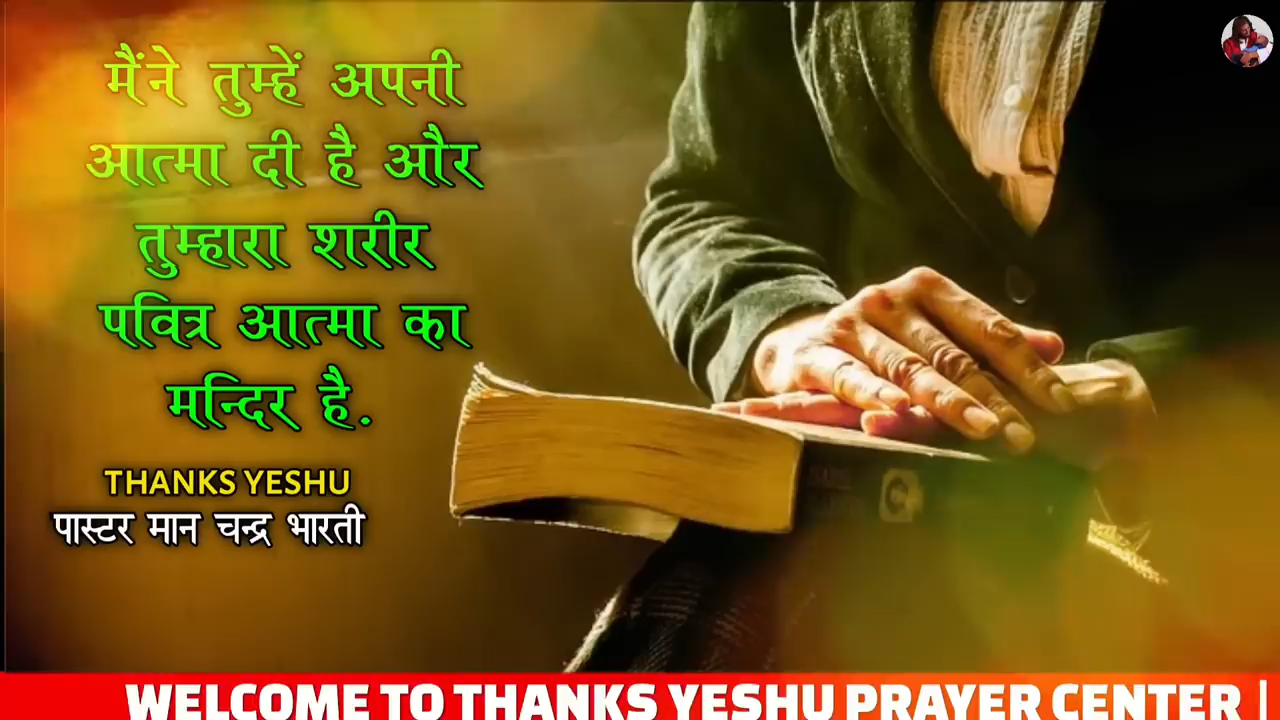 मैंने तुम्हें अपनी
आत्मा दी है और
तुम्हारा शरीर
पवित्र आत्मा का
मन्दिर है.
THANKS YESHU
पास्टर मान चन्द्र भारती
WELCOME TO THANKS YESHU PRAYER CENTER |